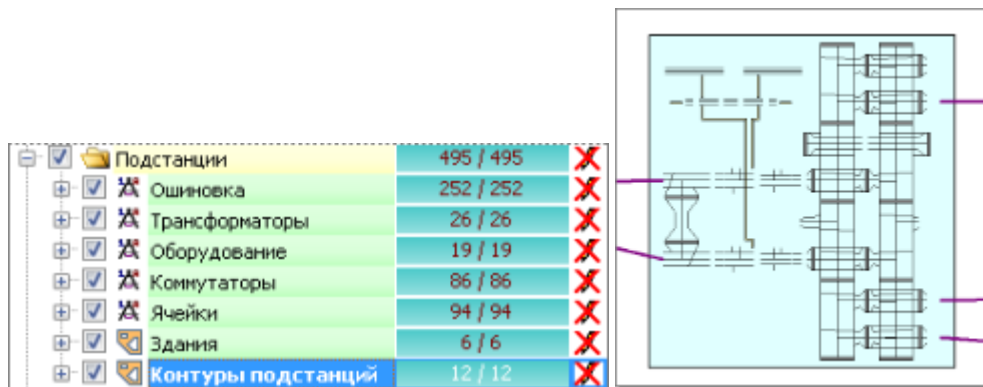 Подстанции 495 / 495
Ошиновка 252 / 252
Трансформаторы 26 / 26
Оборудование 19 / 19
Коммутаторы 86 / 86
Ячейки 94 / 94
Здания 6 / 6
Контуры подстанций 12 / 12